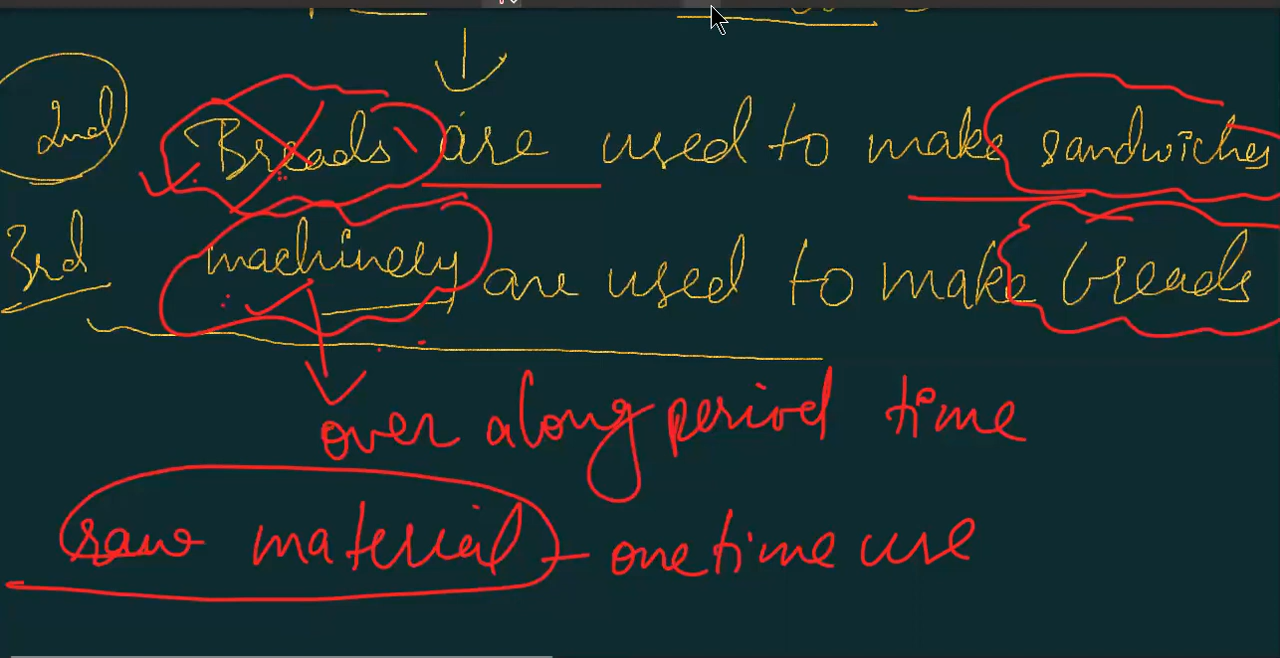 2nd Breads are used to make sandwiches
3rd machinery are used to make breads
over along period time
raw material - one time use